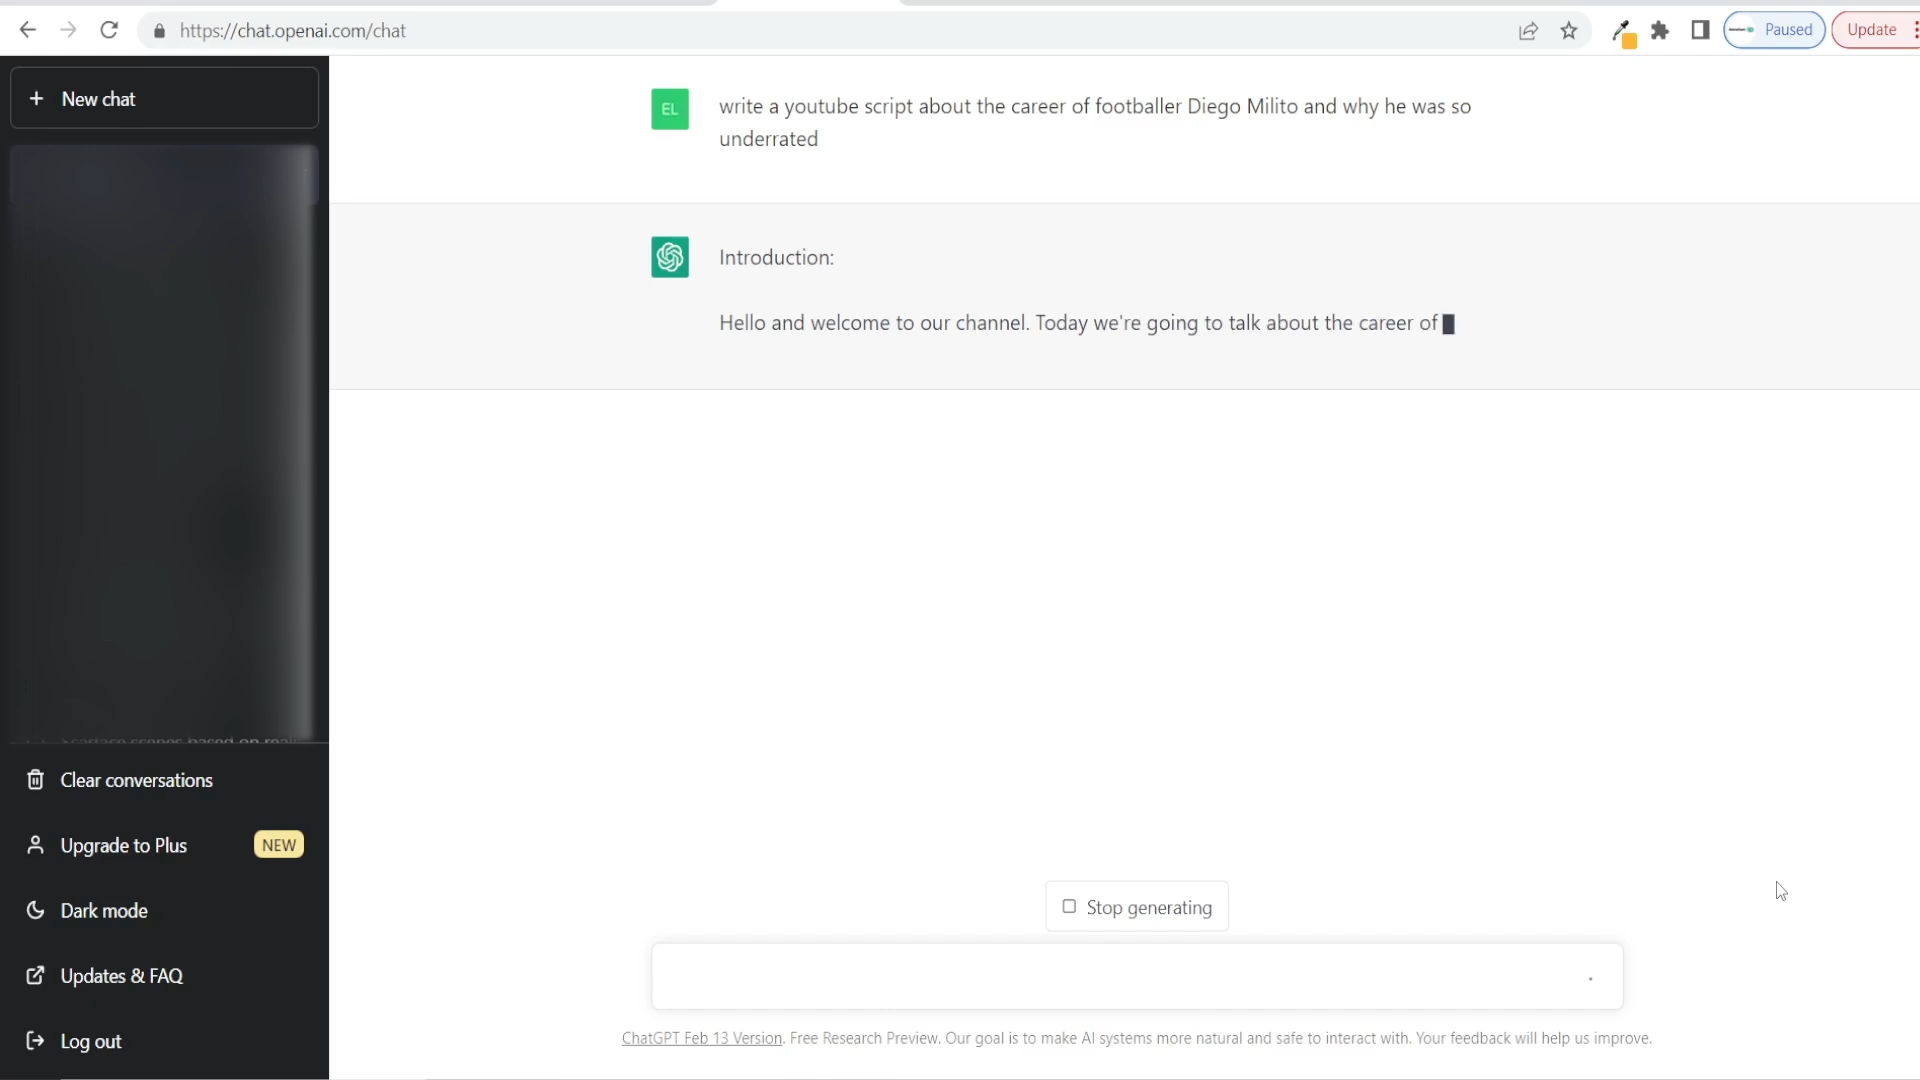 https://chat.openai.com/chat
Paused
Update
New chat
EL
write a youtube script about the career of footballer Diego Milito and why he was so
underrated
Introduction:
Hello and welcome to our channel. Today we're going to talk about the career of
Clear conversations
Upgrade to Plus
NEW
Dark mode
Updates & FAQ
Log out
Stop generating
ChatGPT Feb 13 Version. Free Research Preview. Our goal is to make AI systems more natural and safe to interact with. Your feedback will help us improve.